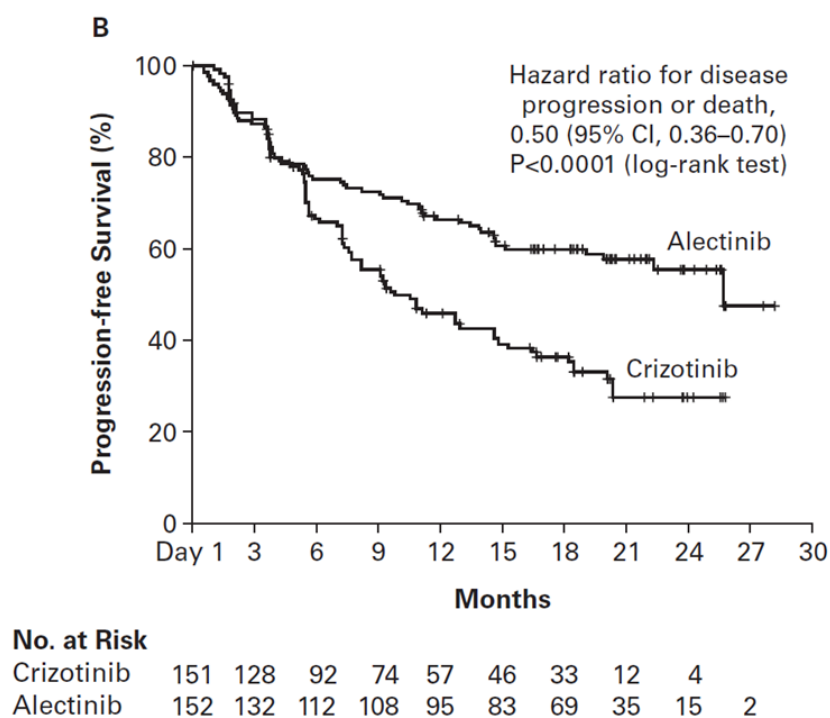 B
Hazard ratio for disease
progression or death,
0.50 (95% CI, 0.36–0.70)
P<0.0001 (log-rank test)
Progression-free Survival (%)
100
80
60
40
20
0
Alectinib
Crizotinib
Day 1 3 6 9 12 15 18 21 24 27 30
Months
No. at Risk
Crizotinib 151 128 92 74 57 46 33 12 4
Alectinib 152 132 112 108 95 83 69 35 15 2